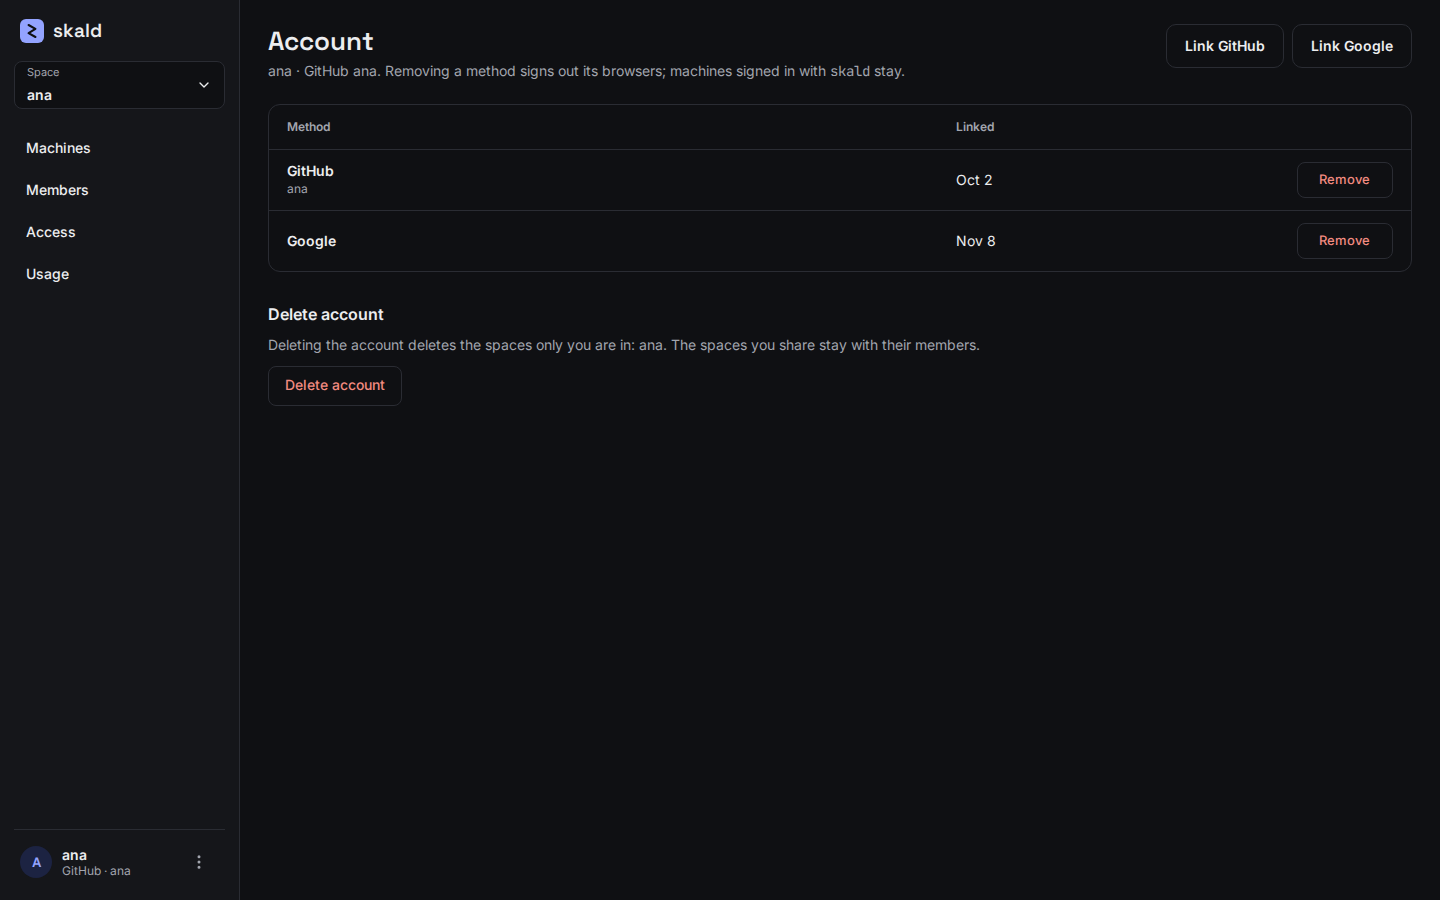 skald
Space
ana
Machines
Members
Access
Usage
Account
ana · GitHub ana. Removing a method signs out its browsers; machines signed in with skald stay.
Link GitHub
Link Google
Method
Linked
GitHub
ana
Oct 2
Remove
Google
Nov 8
Remove
Delete account
Deleting the account deletes the spaces only you are in: ana. The spaces you share stay with their members.
Delete account
A
ana
GitHub · ana